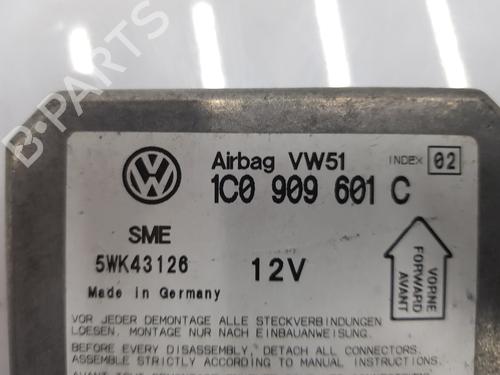 B-PARTS
Airbag VW51 INDEX 02
1C0 909 601 C
SME
5WK43126 12V
Made in Germany
VORNE
FORWARD
AVANT
VOR JEDER DEMONTAGE ALLE STECKVERBINDUNGEN
LOESEN. MONTAGE NUR NACH EINBAUANWEISUNG.
BEFORE EVERY DISASSEMBLY, DETACH ALL CONNECTORS.
ASSEMBLE STRICTLY ACCORDING TO MANUAL INSTRUCTIONS.